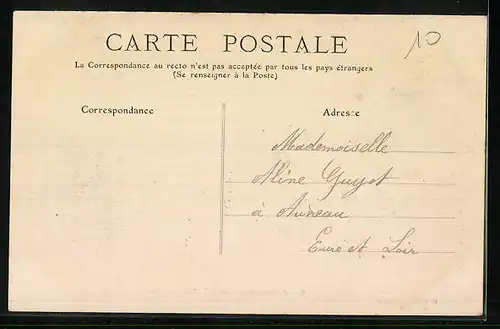 CARTE POSTALE
10
La Correspondance au recto n'est pas acceptée par tous les pays étrangers
(Se renseigner à la Poste)
Correspondance
Adresse
Mademoiselle
Aline Guyot
à Auneau
Eure et Loir